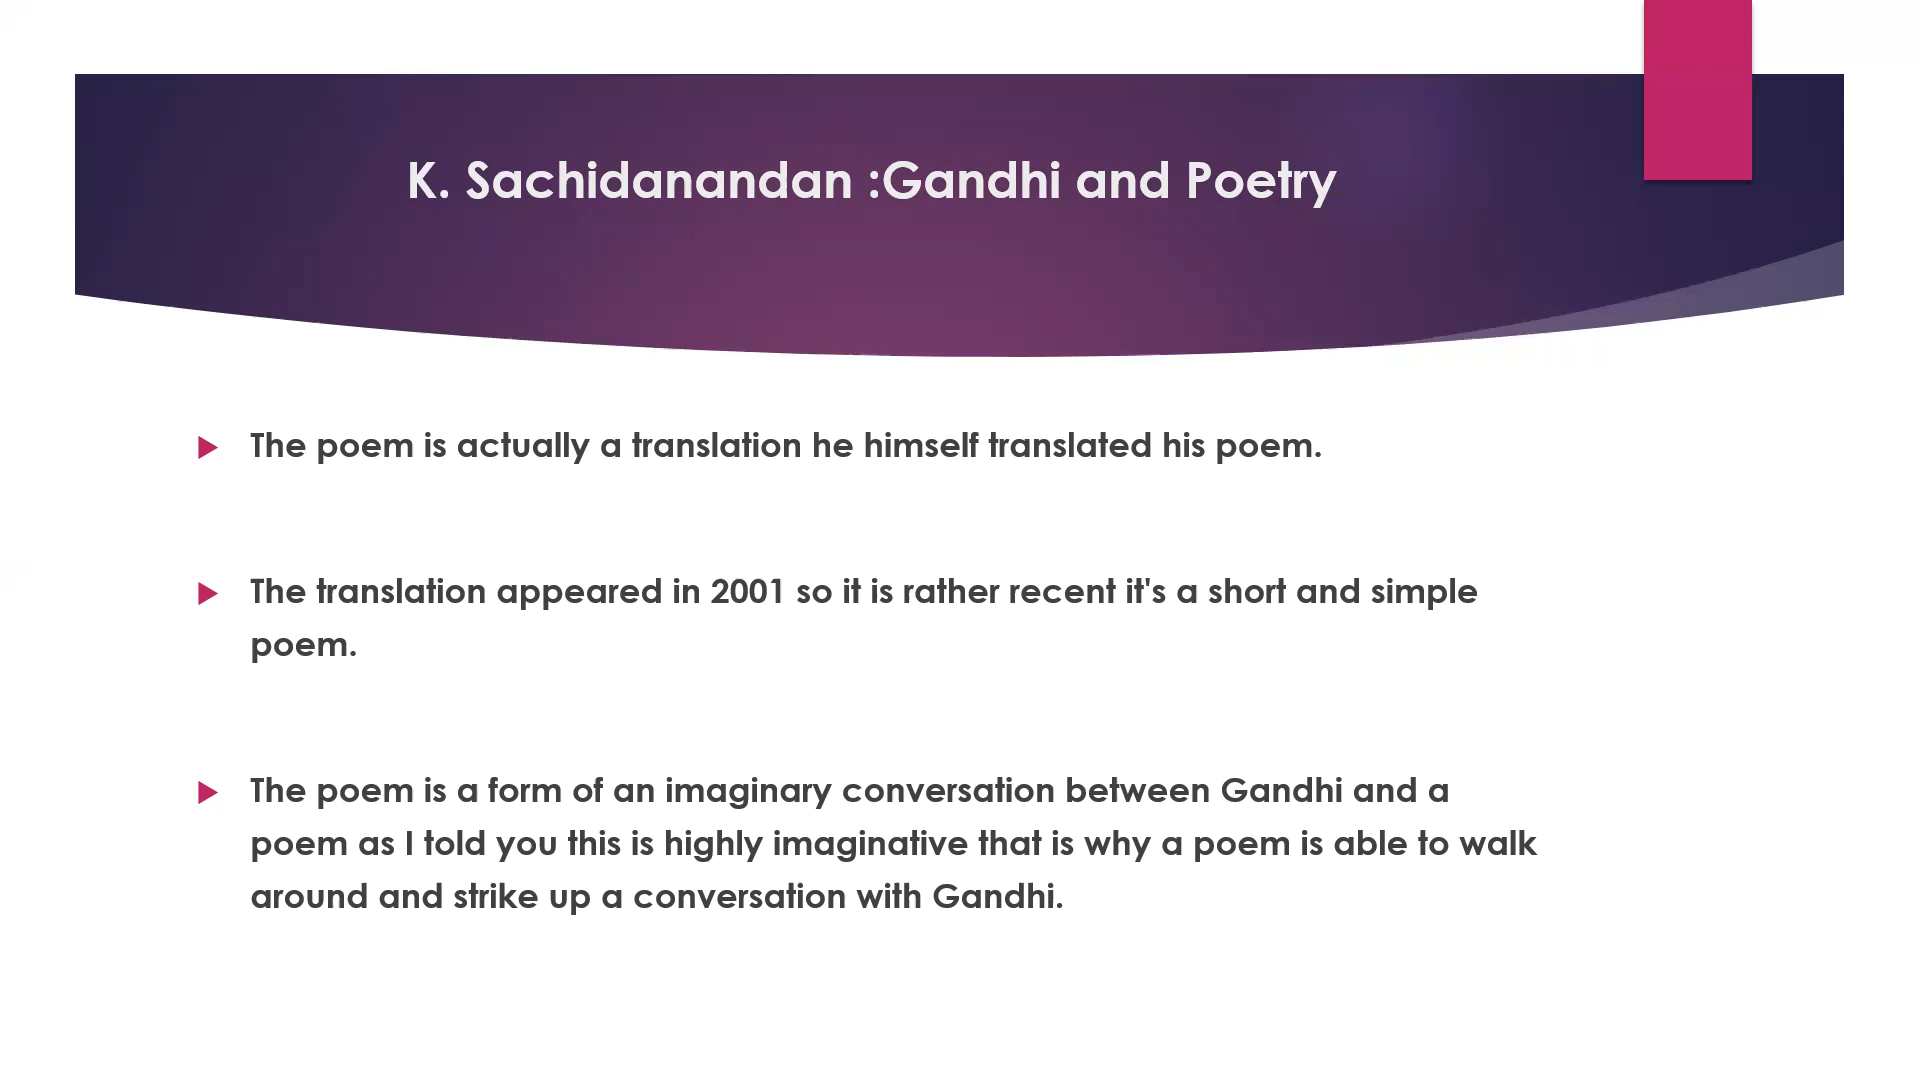 K. Sachidanandan :Gandhi and Poetry
The poem is actually a translation he himself translated his poem.
The translation appeared in 2001 so it is rather recent it's a short and simple
poem.
The poem is a form of an imaginary conversation between Gandhi and a
poem as I told you this is highly imaginative that is why a poem is able to walk
around and strike up a conversation with Gandhi.